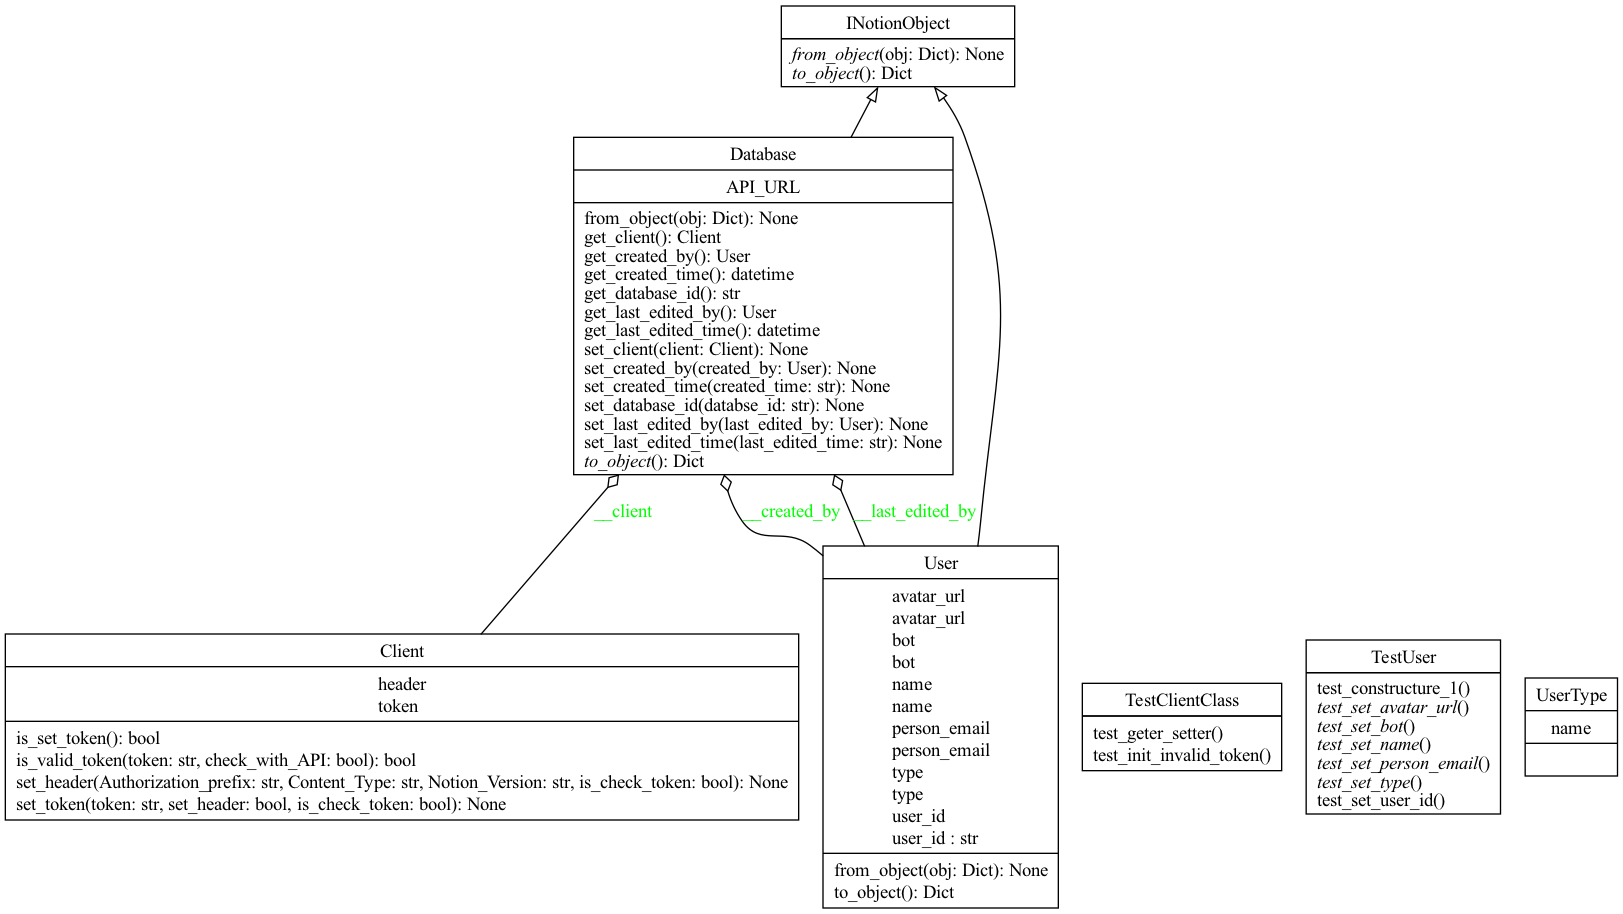 INotionObject
from_object(obj: Dict): None
to_object(): Dict
Database
API_URL
from_object(obj: Dict): None
get_client(): Client
get_created_by(): User
get_created_time(): datetime
get_database_id(): str
get_last_edited_by(): User
get_last_edited_time(): datetime
set_client(client: Client): None
set_created_by(created_by: User): None
set_created_time(created_time: str): None
set_database_id(databse_id: str): None
set_last_edited_by(last_edited_by: User): None
set_last_edited_time(last_edited_time: str): None
to_object(): Dict
__client
__created_by
__last_edited_by
Client
header
token
is_set_token(): bool
is_valid_token(token: str, check_with_API: bool): bool
set_header(Authorization_prefix: str, Content_Type: str, Notion_Version: str, is_check_token: bool): None
set_token(token: str, set_header: bool, is_check_token: bool): None
User
avatar_url
avatar_url
bot
bot
name
name
person_email
person_email
type
type
user_id
user_id : str
from_object(obj: Dict): None
to_object(): Dict
TestClientClass
test_geter_setter()
test_init_invalid_token()
TestUser
test_constructure_1()
test_set_avatar_url()
test_set_bot()
test_set_name()
test_set_person_email()
test_set_type()
test_set_user_id()
UserType
name